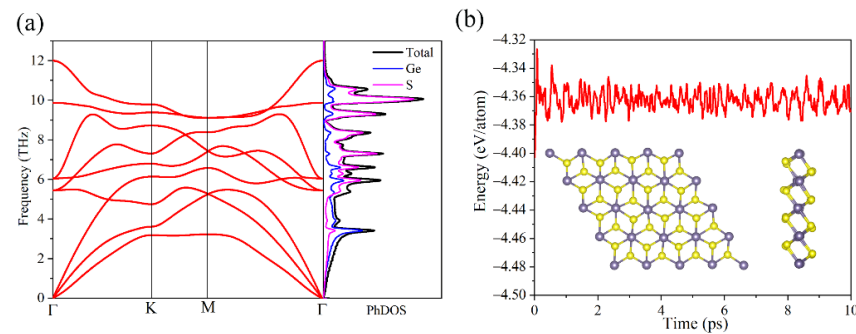 (a)
Frequency (THz)
12
10
8
6
4
2
0
Γ
K
M
Γ
PhDOS
Total
Ge
S
(b)
Energy (eV/atom)
−4.32
−4.34
−4.36
−4.38
−4.40
−4.42
−4.44
−4.46
−4.48
−4.50
0
2
4
6
8
10
Time (ps)